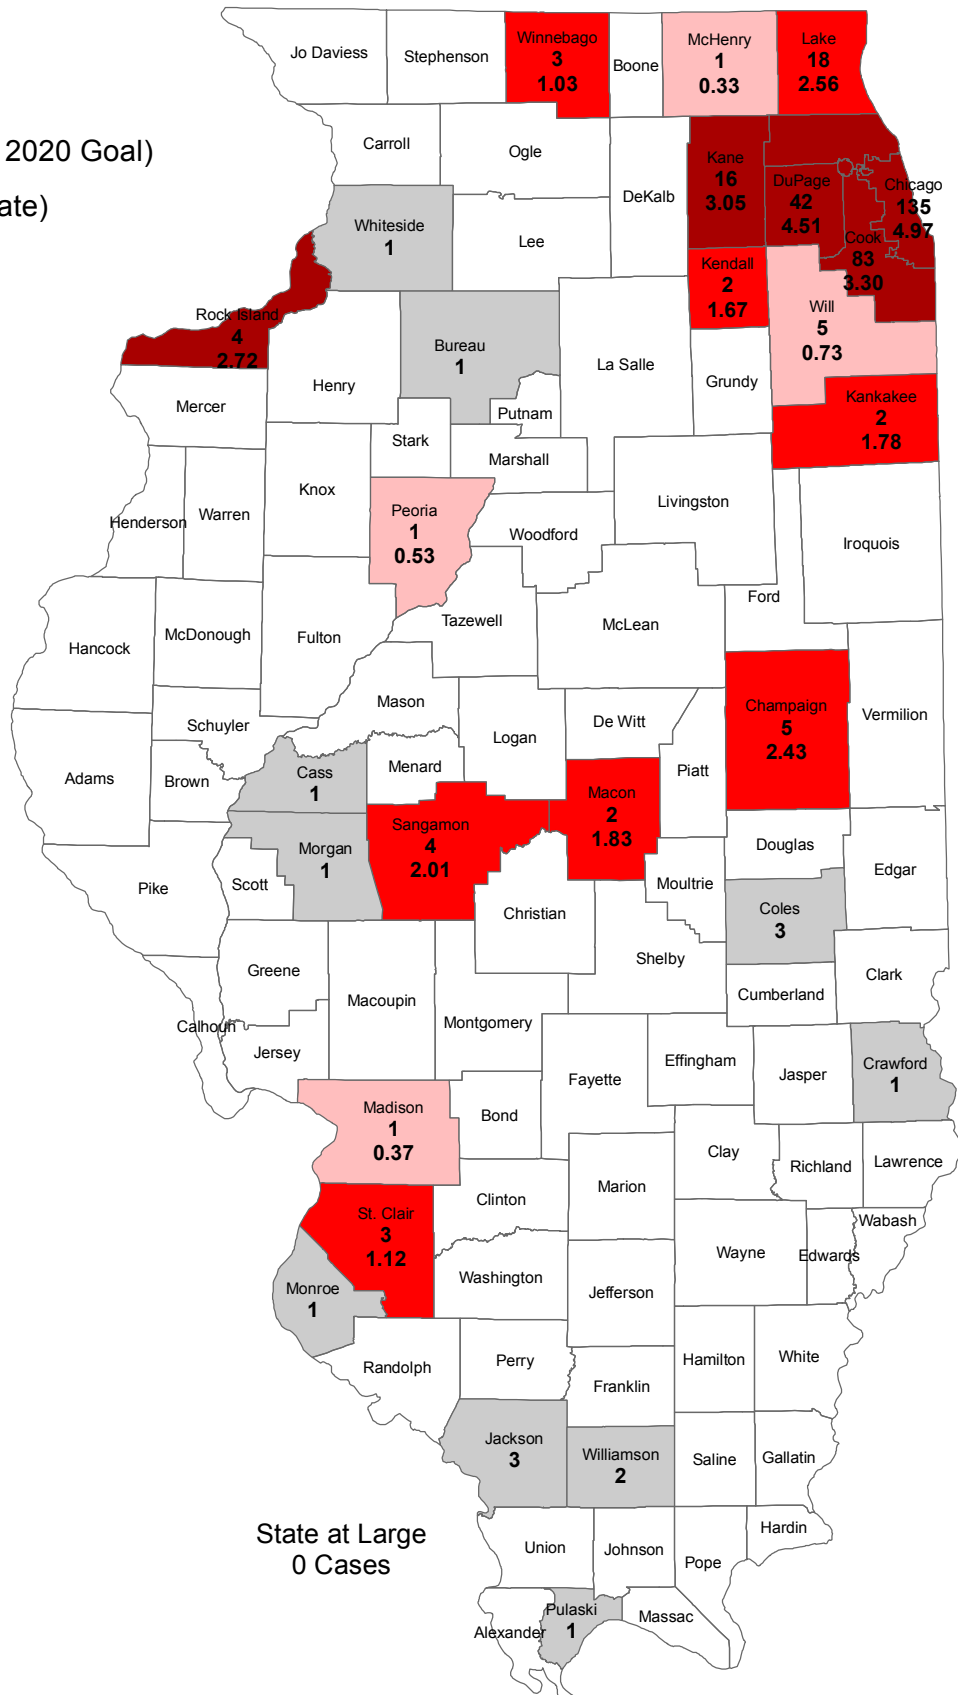 2020 Goal)
ate)
Jo Daviess
Stephenson
Winnebago
3
1.03
Boone
McHenry
1
0.33
Lake
18
2.56
Carroll
Ogle
DeKalb
Kane
16
3.05
DuPage
42
4.51
Chicago
135
4.97
Cook
83
3.30
Whiteside
1
Lee
Kendall
2
1.67
Will
5
0.73
Rock Island
4
2.72
Bureau
1
La Salle
Grundy
Henry
Mercer
Putnam
Kankakee
2
1.78
Stark
Marshall
Knox
Livingston
Henderson
Warren
Peoria
1
0.53
Woodford
Iroquois
Ford
Hancock
McDonough
Fulton
Tazewell
McLean
Mason
Schuyler
Logan
De Witt
Champaign
5
2.43
Vermilion
Adams
Brown
Cass
1
Menard
Piatt
Macon
2
1.83
Sangamon
4
2.01
Morgan
1
Scott
Pike
Douglas
Edgar
Moultrie
Christian
Coles
3
Shelby
Greene
Macoupin
Montgomery
Cumberland
Clark
Calhoun
Jersey
Fayette
Effingham
Jasper
Crawford
1
Madison
1
0.37
Bond
Clay
Richland
Lawrence
Clinton
Marion
St. Clair
3
1.12
Wabash
Wayne
Edwards
Washington
Jefferson
Monroe
1
Randolph
Perry
Hamilton
White
Franklin
Jackson
3
Williamson
2
Saline
Gallatin
State at Large
0 Cases
Union
Johnson
Pope
Hardin
Pulaski
1
Massac
Alexander